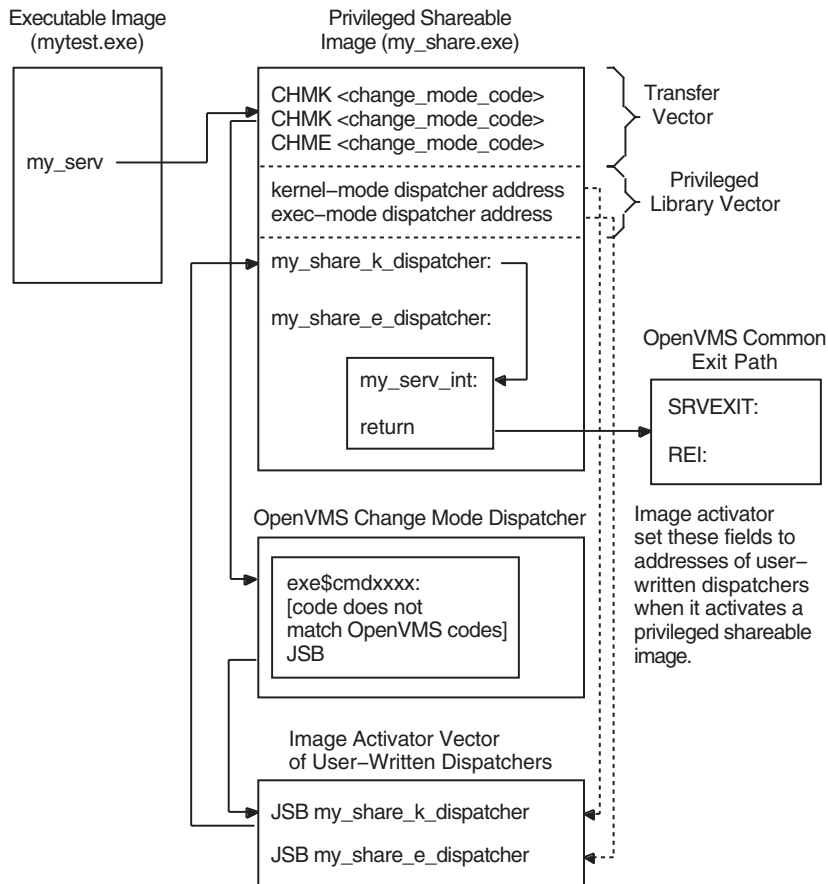 Executable Image
(mytest.exe)
my_serv
Privileged Shareable
Image (my_share.exe)
CHMK <change_mode_code>
CHMK <change_mode_code>
CHME <change_mode_code>
Transfer
Vector
kernel–mode dispatcher address
exec–mode dispatcher address
Privileged
Library Vector
my_share_k_dispatcher:
my_share_e_dispatcher:
my_serv_int:
return
OpenVMS Common
Exit Path
SRVEXIT:
REI:
OpenVMS Change Mode Dispatcher
exe$cmdxxxx:
[code does not
match OpenVMS codes]
JSB
Image activator
set these fields to
addresses of user–
written dispatchers
when it activates a
privileged shareable
image.
Image Activator Vector
of User–Written Dispatchers
JSB my_share_k_dispatcher
JSB my_share_e_dispatcher